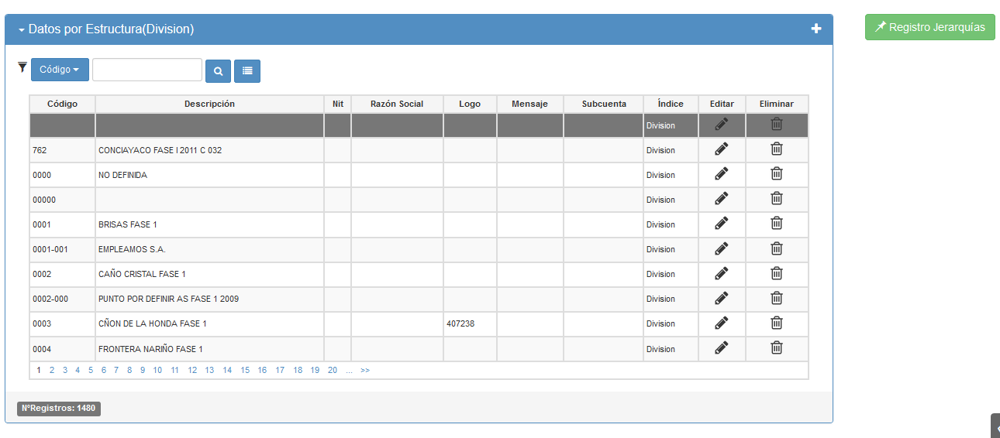 Datos por Estructura(Division)
Registro Jerarquías
Código
Código Descripción Nit Razón Social Logo Mensaje Subcuenta Índice Editar Eliminar
Division
762 CONCIAYACO FASE I 2011 C 032 Division
0000 NO DEFINIDA Division
00000 Division
0001 BRISAS FASE 1 Division
0001-001 EMPLEAMOS S.A. Division
0002 CAÑO CRISTAL FASE 1 Division
0002-000 PUNTO POR DEFINIR AS FASE 1 2009 Division
0003 CÑON DE LA HONDA FASE 1 407238 Division
0004 FRONTERA NARIÑO FASE 1 Division
1 2 3 4 5 6 7 8 9 10 11 12 13 14 15 16 17 18 19 20 ... >>
NºRegistros: 1480